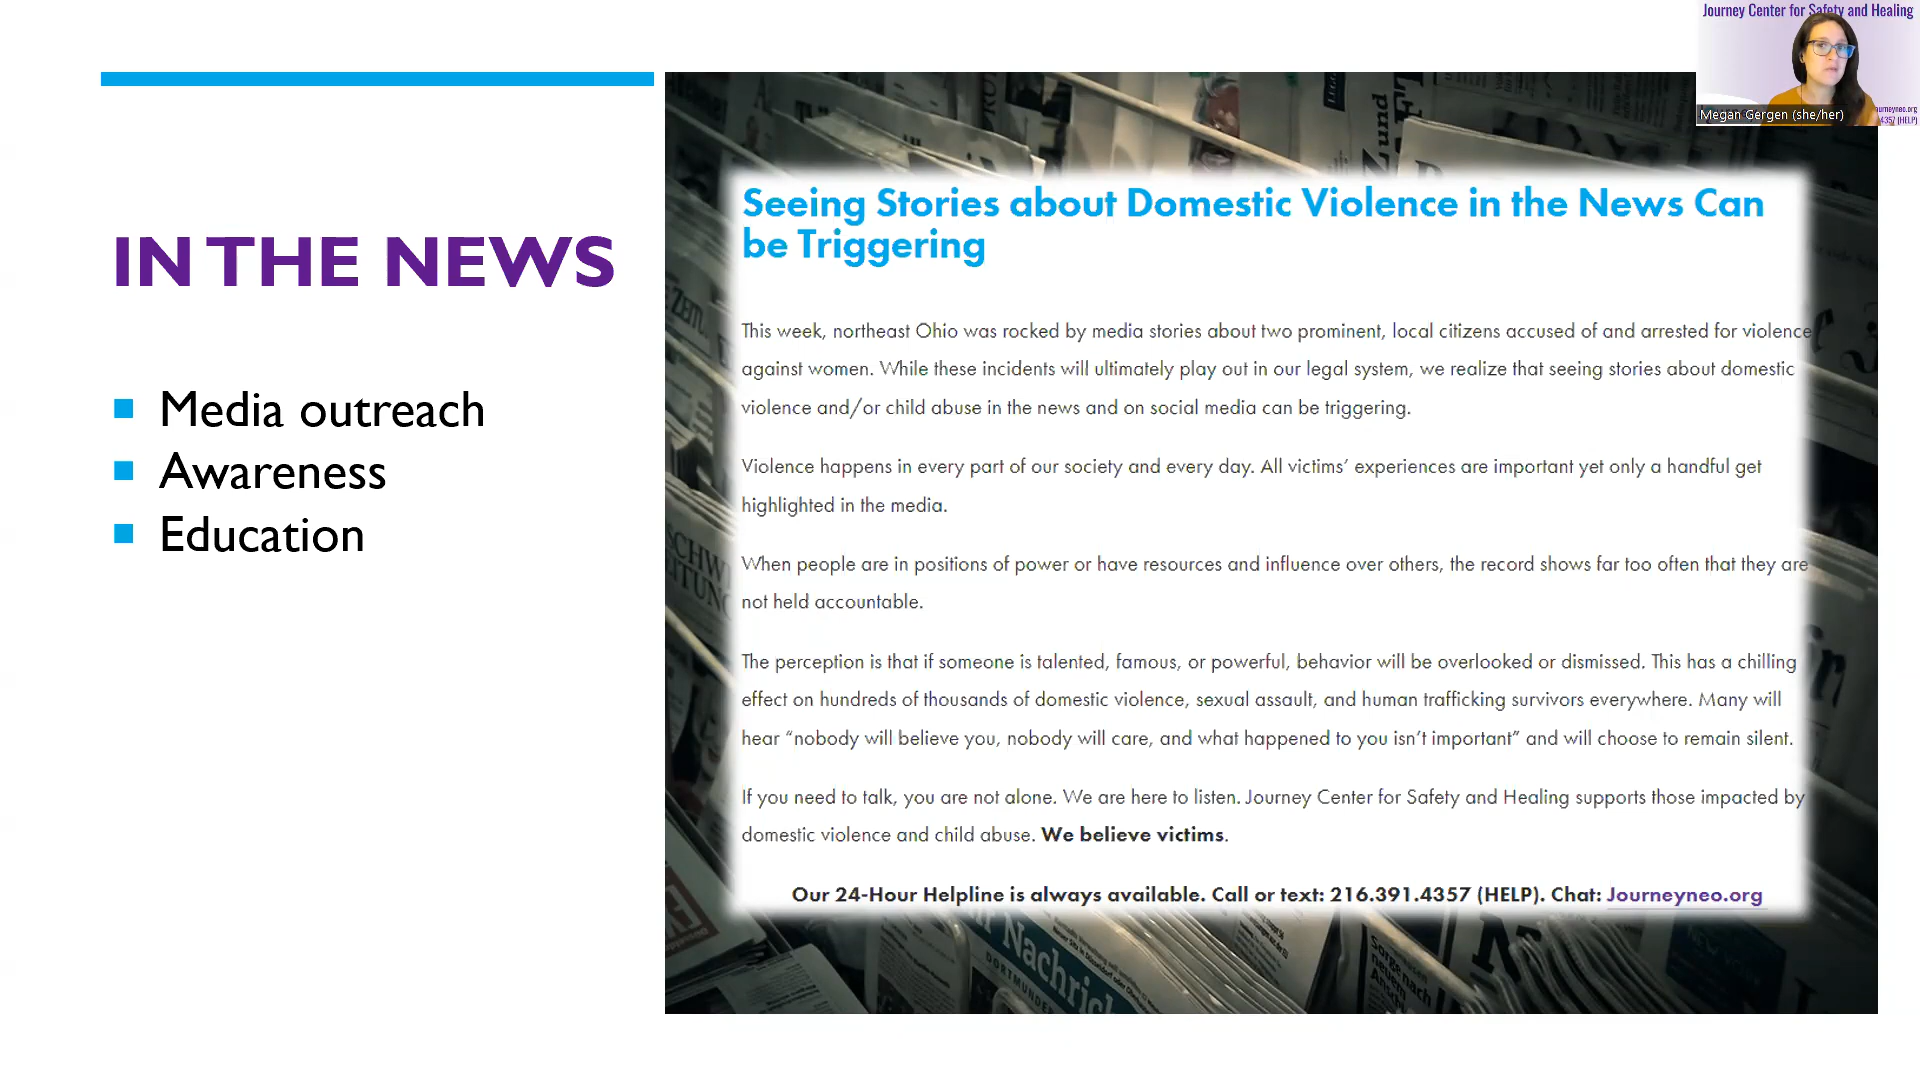 Journey Center for Safety and Healing
Megan Gergen (she/her)
IN THE NEWS
Media outreach
Awareness
Education
Seeing Stories about Domestic Violence in the News Can
be Triggering
This week, northeast Ohio was rocked by media stories about two prominent, local citizens accused of and arrested for violence
against women. While these incidents will ultimately play out in our legal system, we realize that seeing stories about domestic
violence and/or child abuse in the news and on social media can be triggering.
Violence happens in every part of our society and every day. All victims’ experiences are important yet only a handful get
highlighted in the media.
When people are in positions of power or have resources and influence over others, the record shows far too often that they are
not held accountable.
The perception is that if someone is talented, famous, or powerful, behavior will be overlooked or dismissed. This has a chilling
effect on hundreds of thousands of domestic violence, sexual assault, and human trafficking survivors everywhere. Many will
hear “nobody will believe you, nobody will care, and what happened to you isn’t important” and will choose to remain silent.
If you need to talk, you are not alone. We are here to listen. Journey Center for Safety and Healing supports those impacted by
domestic violence and child abuse. We believe victims.
Our 24-Hour Helpline is always available. Call or text: 216.391.4357 (HELP). Chat: Journeyneo.org
Zund
Nachric
DORTMUNDE
Sorge nach
neuem
Ansch